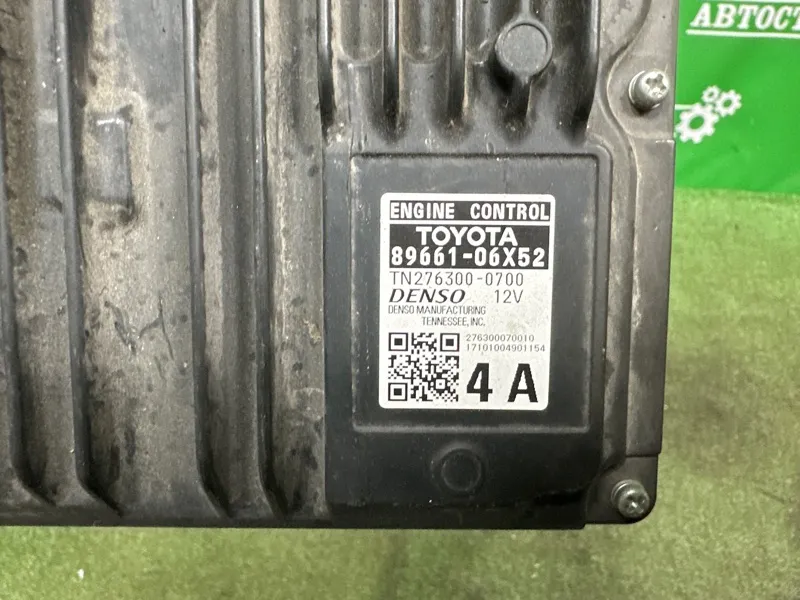 АВТОСТ
ENGINE CONTROL
TOYOTA
89661-06X52
TN276300-0700
DENSO 12V
DENSO MANUFACTURING
TENNESSEE, INC.
276300070010
17101004901154
4 A